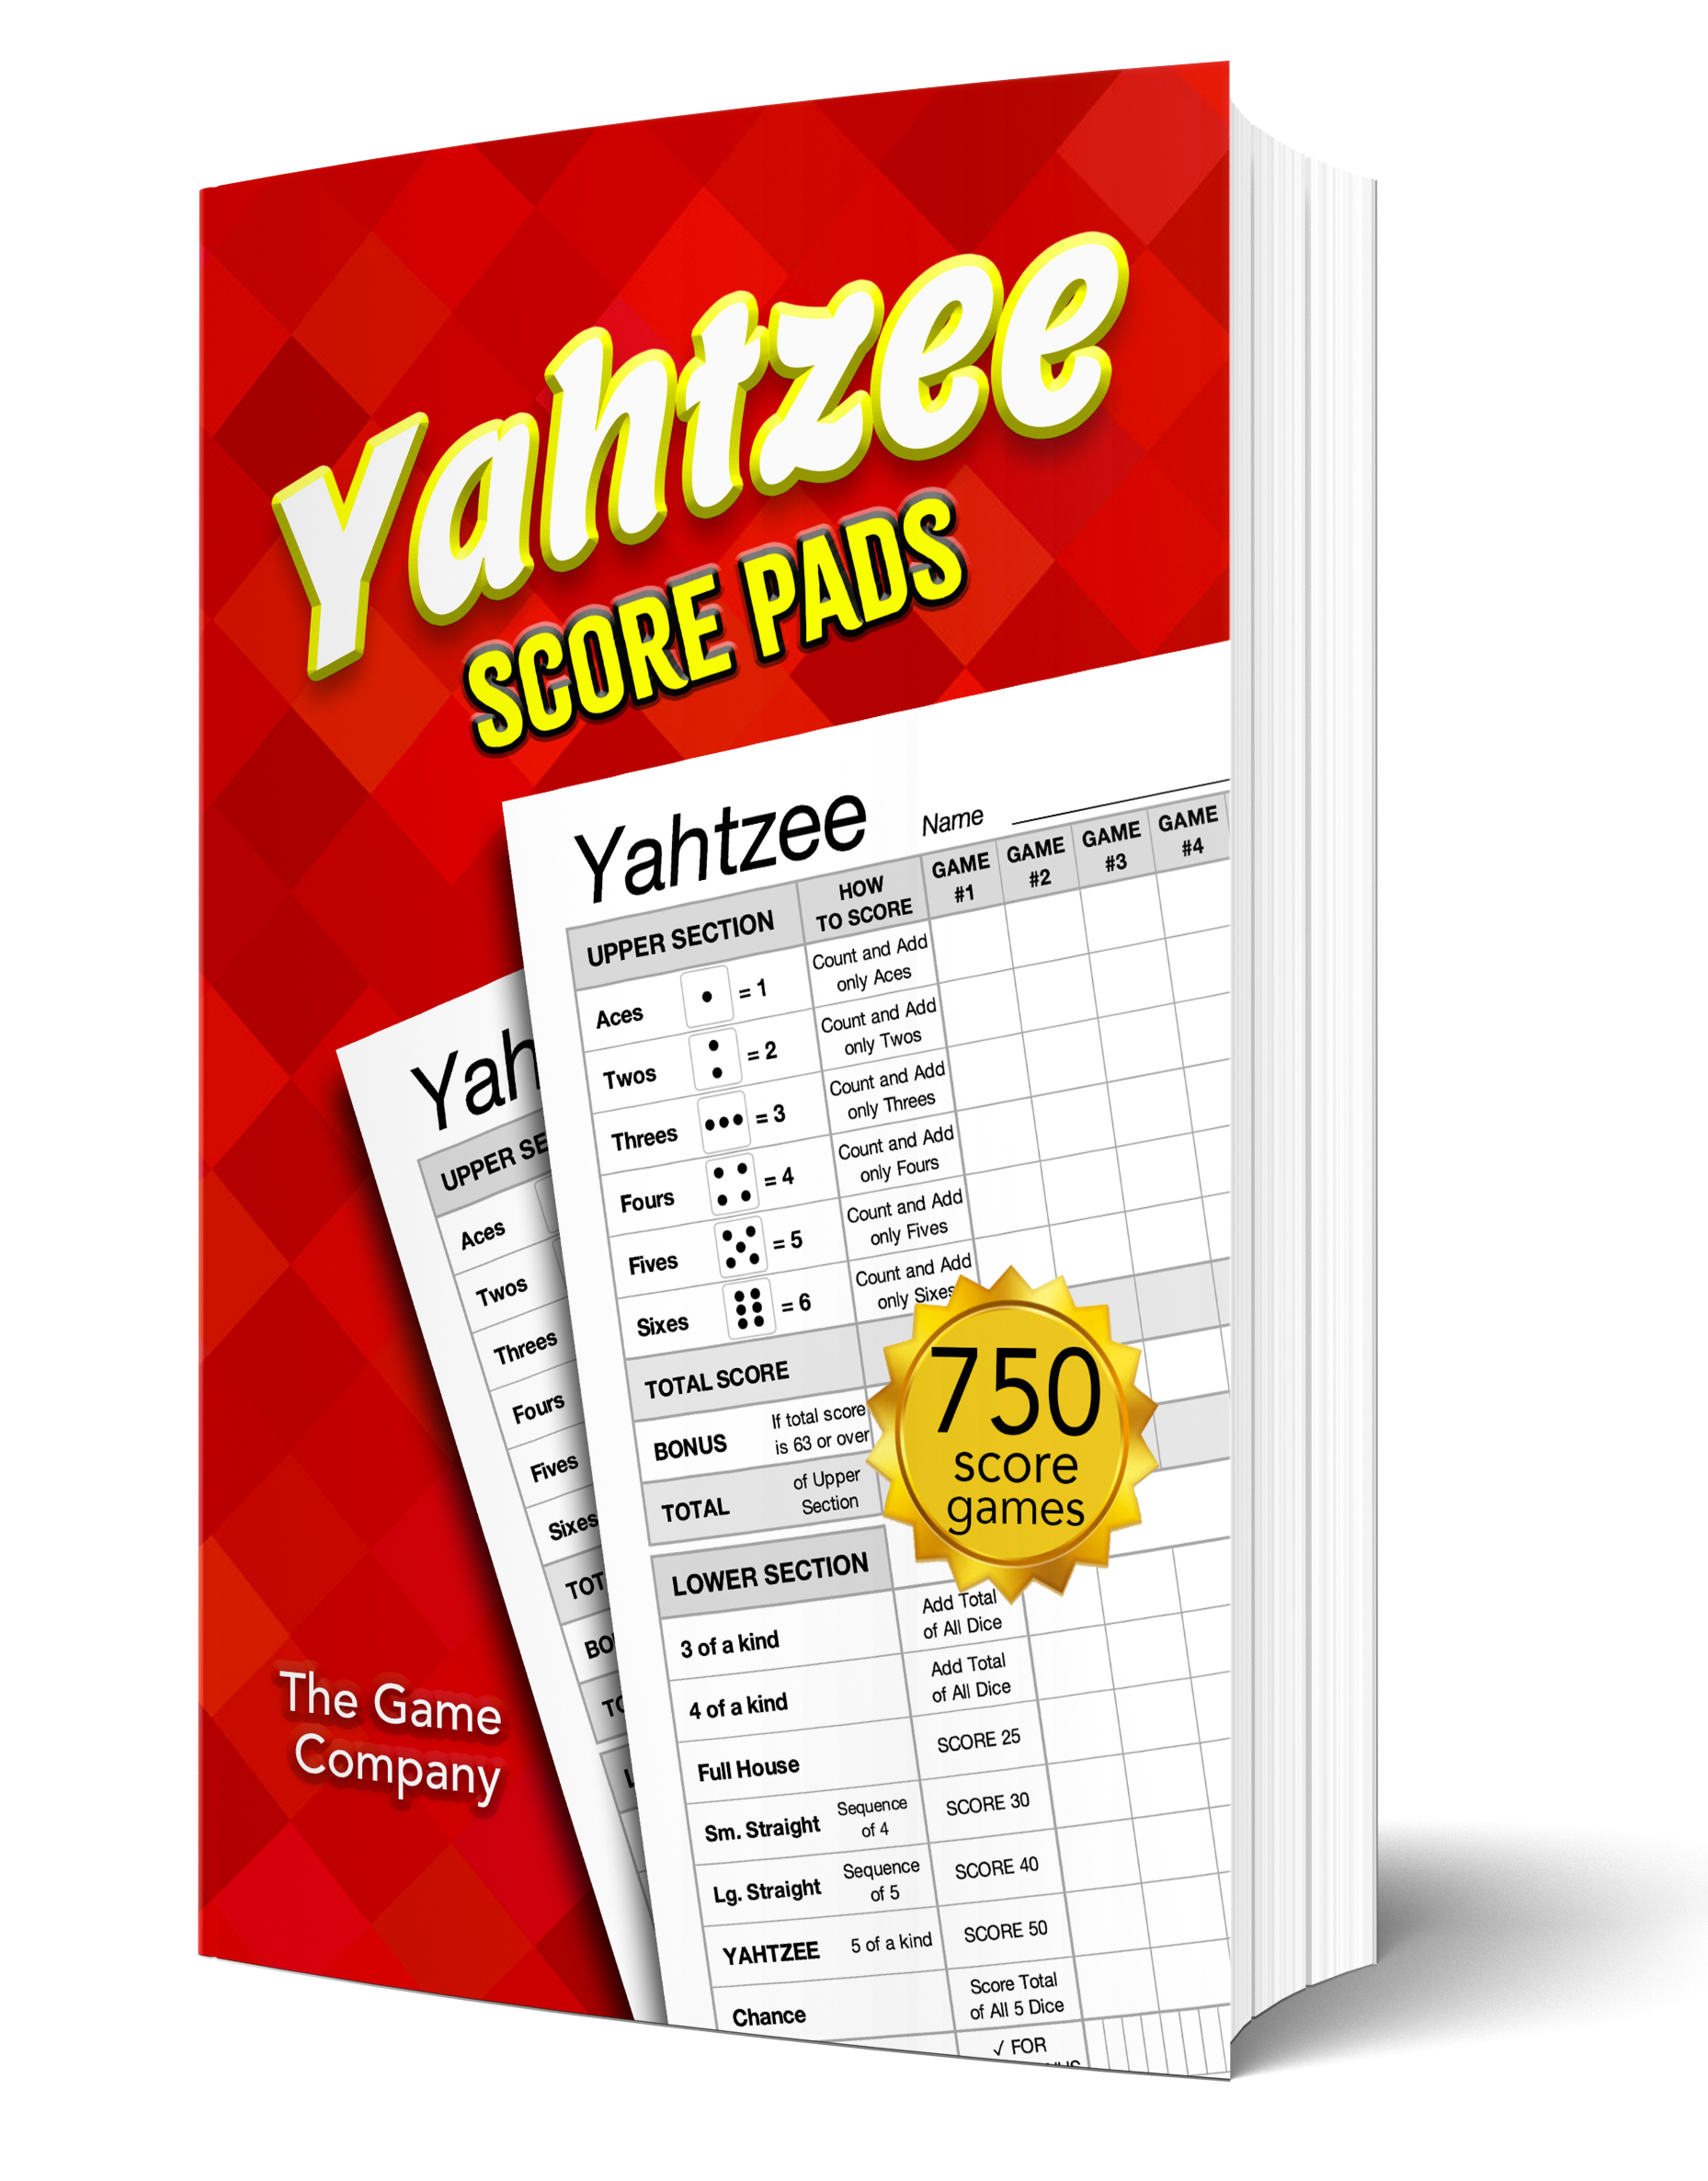 Yahtzee
SCORE PADS
Yahtzee
Name
UPPER SECTION
HOW
TO SCORE
GAME
#1
GAME
#2
GAME
#3
GAME
#4
Aces
= 1
Count and Add
only Aces
Twos
= 2
Count and Add
only Twos
Threes
= 3
Count and Add
only Threes
Fours
= 4
Count and Add
only Fours
Fives
= 5
Count and Add
only Fives
Sixes
= 6
Count and Add
only Sixes
TOTAL SCORE
BONUS
If total score
is 63 or over
TOTAL
of Upper
Section
LOWER SECTION
3 of a kind
Add Total
of All Dice
4 of a kind
Add Total
of All Dice
Full House
SCORE 25
Sm. Straight
Sequence
of 4
SCORE 30
Lg. Straight
Sequence
of 5
SCORE 40
YAHTZEE
5 of a kind
SCORE 50
Chance
Score Total
of All 5 Dice
✓ FOR
750
score
games
Yah
UPPER SE
Aces
Twos
Threes
Fours
Fives
Sixes
TOT
BO
TO
L
The Game
Company